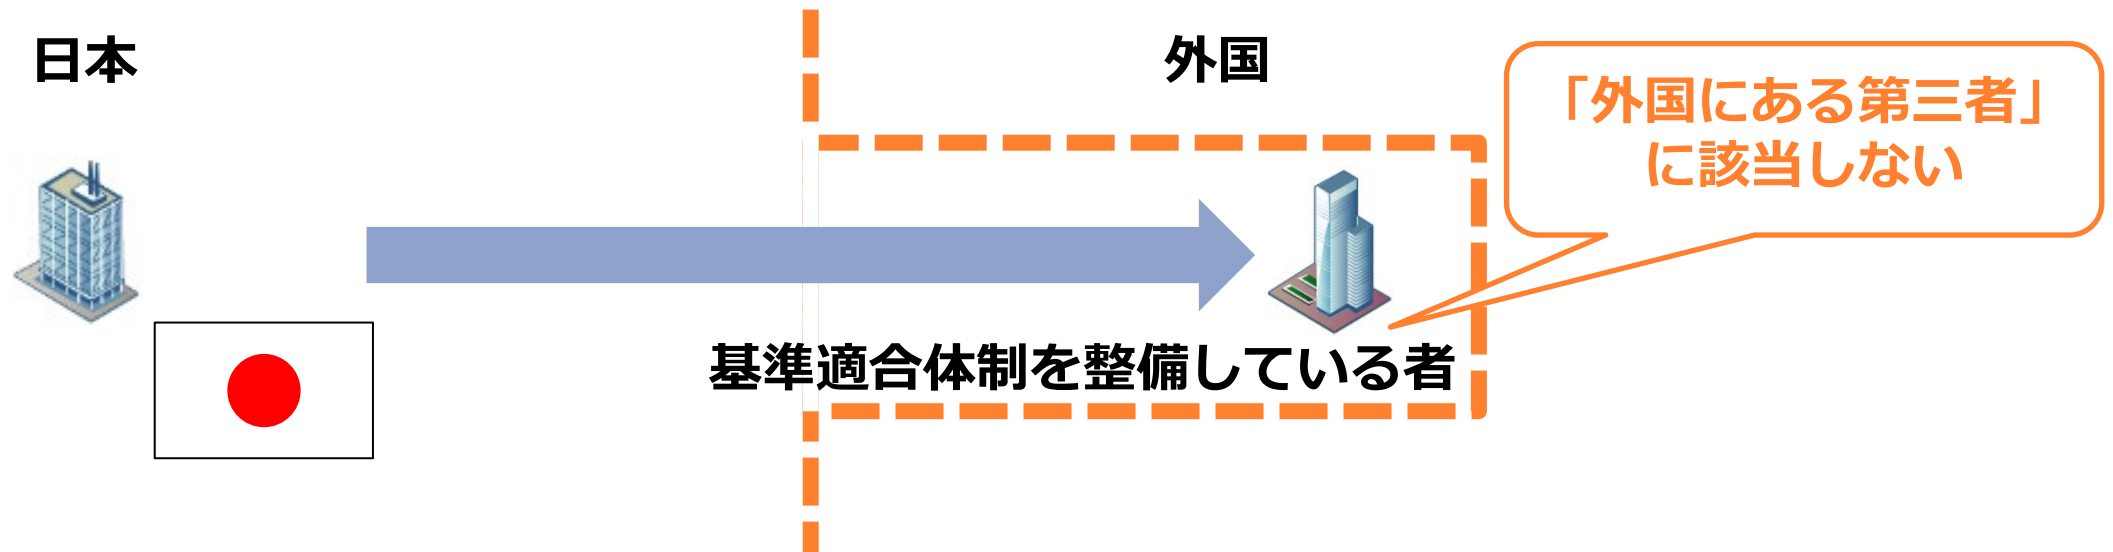 日本
外国
「外国にある第三者」
に該当しない
基準適合体制を整備している者